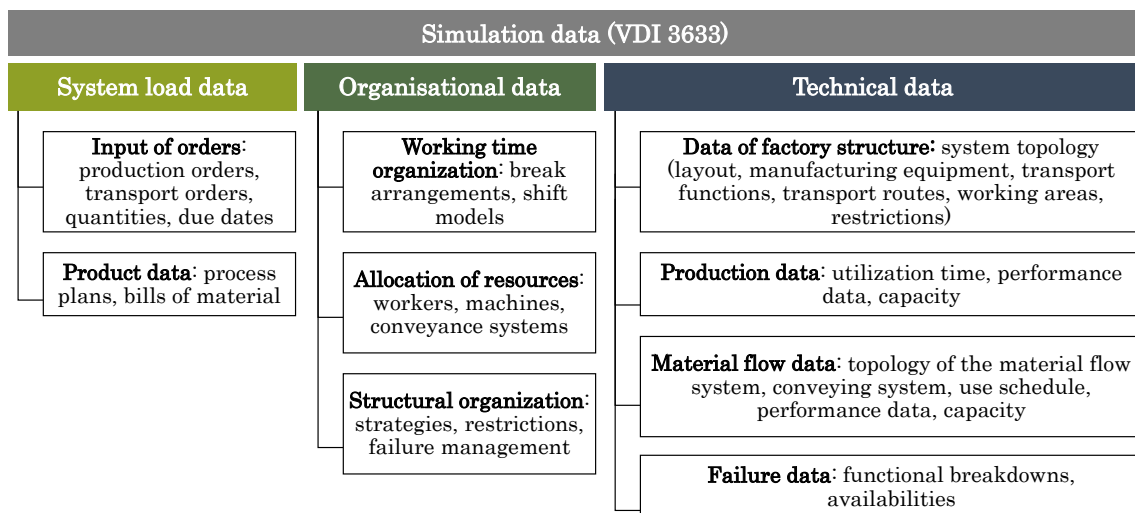 Simulation data (VDI 3633)
System load data
Input of orders:
production orders,
transport orders,
quantities, due dates
Product data: process
plans, bills of material
Organisational data
Working time
organization: break
arrangements, shift
models
Allocation of resources:
workers, machines,
conveyance systems
Structural organization:
strategies, restrictions,
failure management
Technical data
Data of factory structure: system topology
(layout, manufacturing equipment, transport
functions, transport routes, working areas,
restrictions)
Production data: utilization time, performance
data, capacity
Material flow data: topology of the material flow
system, conveying system, use schedule,
performance data, capacity
Failure data: functional breakdowns,
availabilities